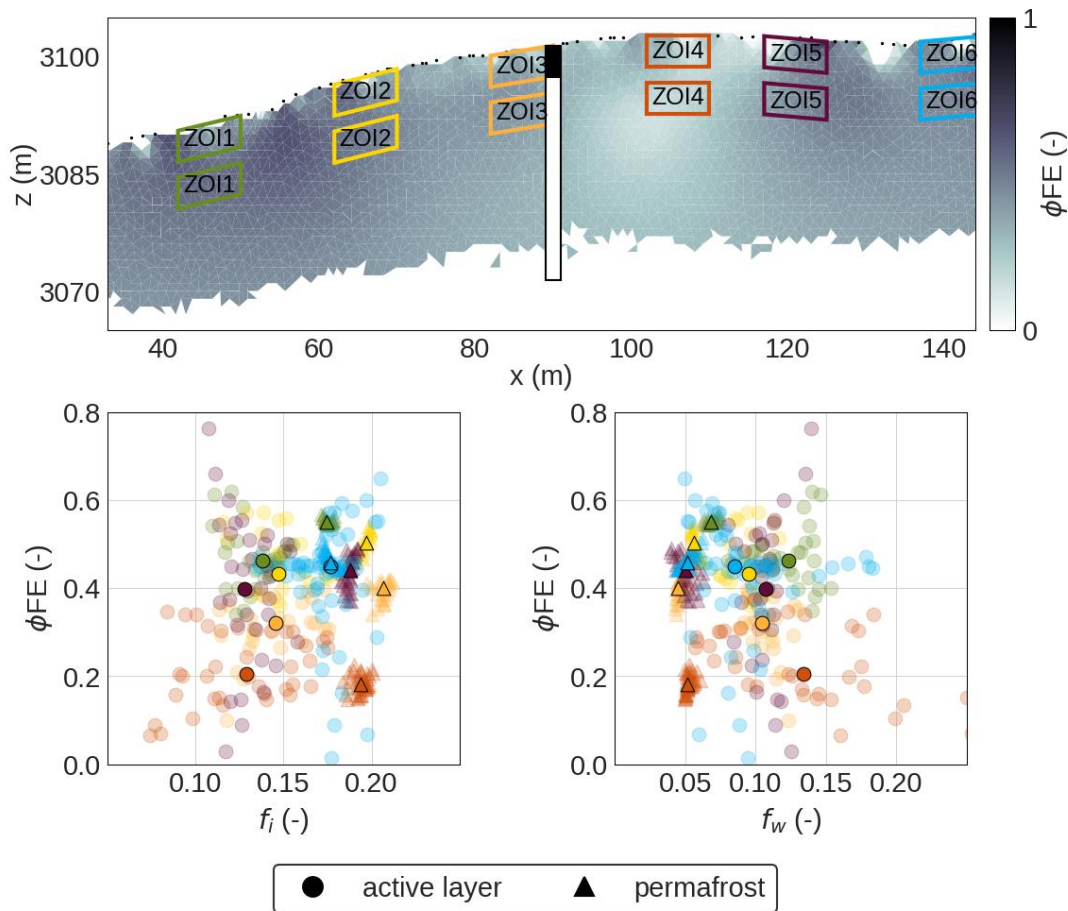 3100
3085
3070
z (m)
ZOI1
ZOI1
ZOI2
ZOI2
ZOI3
ZOI3
ZOI4
ZOI4
ZOI5
ZOI5
ZOI6
ZOI6
1
0
ϕFE (-)
40 60 80 100 120 140
x (m)
0.8
0.6
0.4
0.2
0.0
ϕFE (-)
0.10 0.15 0.20
f_i (-)
0.8
0.6
0.4
0.2
0.0
ϕFE (-)
0.05 0.10 0.15 0.20
f_w (-)
active layer permafrost